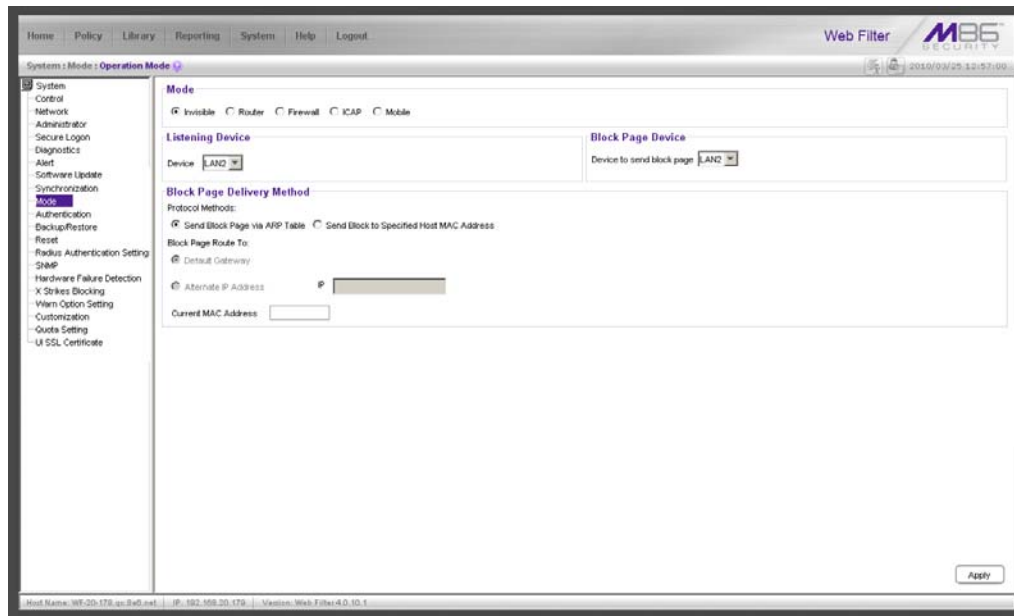 Home Policy Library Reporting System Help Logout
Web Filter
M86 SECURITY
System : Mode : Operation Mode
2010/03/25 12:57:00
System
Control
Network
Administrator
Secure Logon
Diagnostics
Alert
Software Update
Synchronization
Mode
Authentication
Backup/Restore
Reset
Radius Authentication Setting
SNMP
Hardware Failure Detection
X Strikes Blocking
Warn Option Setting
Customization
Quota Setting
UI SSL Certificate
Mode
Invisible Router Firewall ICAP Mobile
Listening Device
Device LAN2
Block Page Device
Device to send block page LAN2
Block Page Delivery Method
Protocol Methods:
Send Block Page via ARP Table Send Block to Specified Host MAC Address
Block Page Route To:
Default Gateway
Alternate IP Address IP
Current MAC Address
Apply
Host Name: IP: 192.168.20.179 Version: Web Filter 4.0.10.1